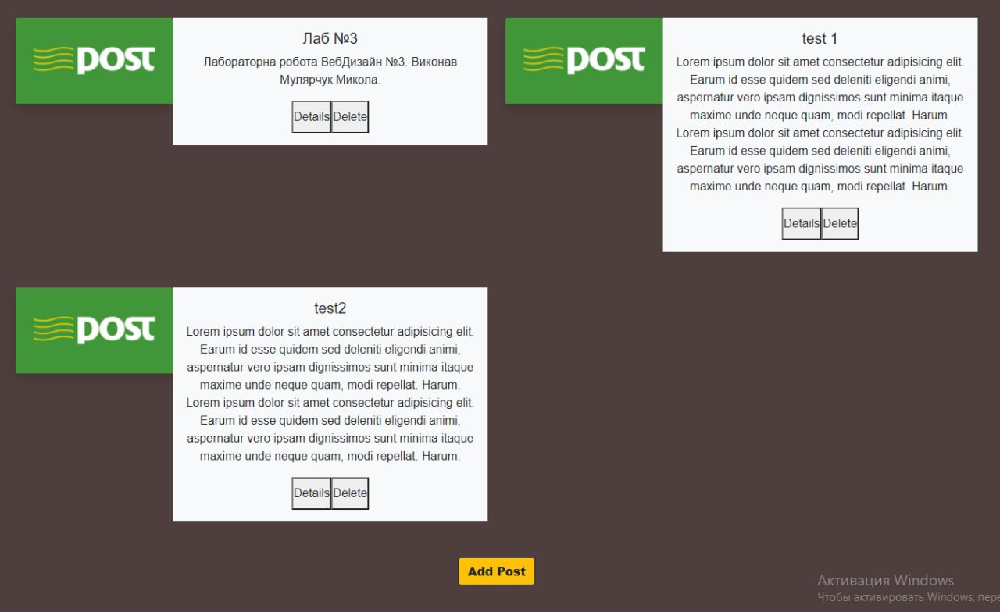 post
Лаб №3
Лабораторна робота ВебДизайн №3. Виконав
Мулярчук Микола.
Details Delete
post
test 1
Lorem ipsum dolor sit amet consectetur adipisicing elit.
Earum id esse quidem sed deleniti eligendi animi,
aspernatur vero ipsam dignissimos sunt minima itaque
maxime unde neque quam, modi repellat. Harum.
Lorem ipsum dolor sit amet consectetur adipisicing elit.
Earum id esse quidem sed deleniti eligendi animi,
aspernatur vero ipsam dignissimos sunt minima itaque
maxime unde neque quam, modi repellat. Harum.
Details Delete
post
test2
Lorem ipsum dolor sit amet consectetur adipisicing elit.
Earum id esse quidem sed deleniti eligendi animi,
aspernatur vero ipsam dignissimos sunt minima itaque
maxime unde neque quam, modi repellat. Harum.
Lorem ipsum dolor sit amet consectetur adipisicing elit.
Earum id esse quidem sed deleniti eligendi animi,
aspernatur vero ipsam dignissimos sunt minima itaque
maxime unde neque quam, modi repellat. Harum.
Details Delete
Add Post
Активация Windows
Чтобы активировать Windows, пере